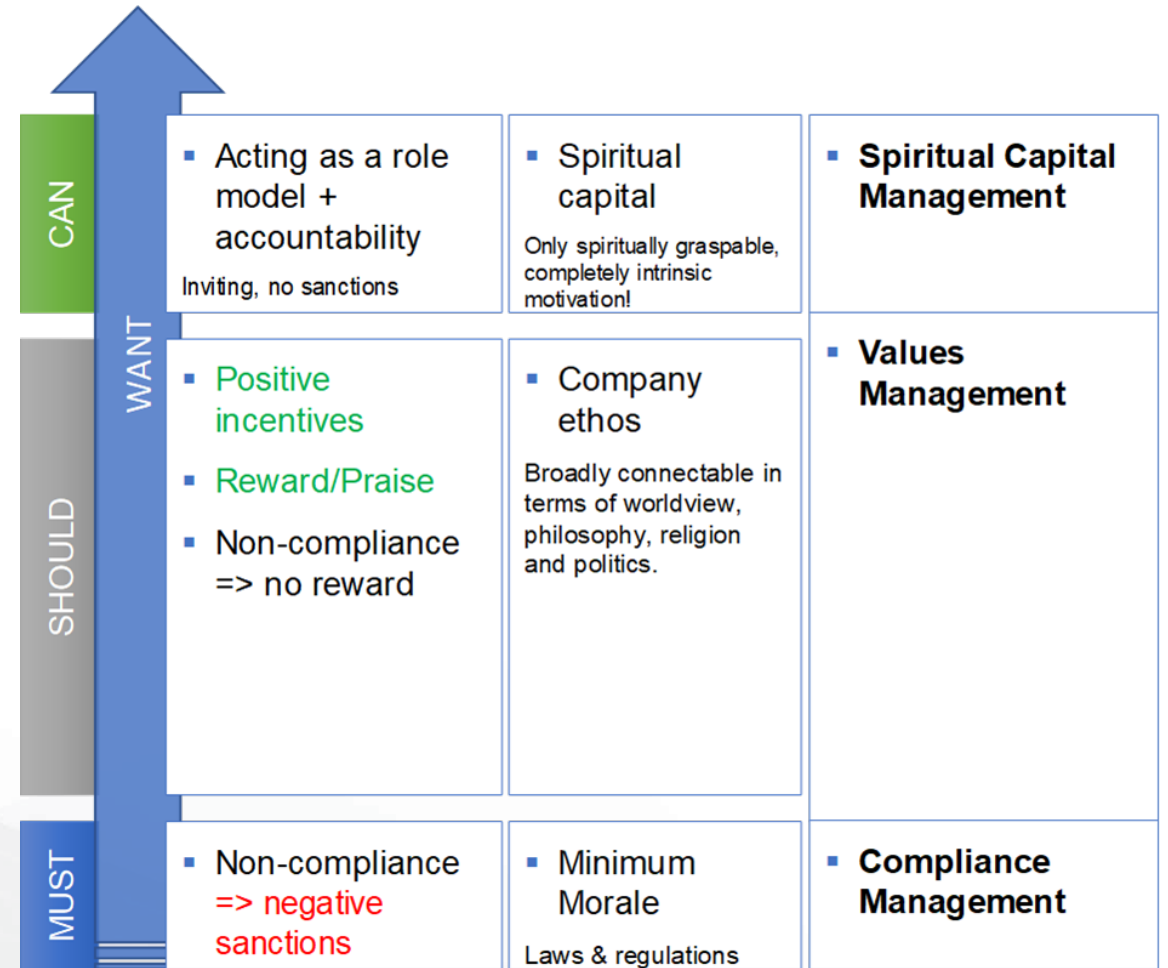 CAN
WANT
SHOULD
MUST
▪ Acting as a role
model +
accountability
Inviting, no sanctions
▪ Spiritual
capital
Only spiritually graspable,
completely intrinsic
motivation!
▪ Spiritual Capital
Management
▪ Positive
incentives
▪ Reward/Praise
▪ Non-compliance
=> no reward
▪ Company
ethos
Broadly connectable in
terms of worldview,
philosophy, religion
and politics.
▪ Values
Management
▪ Non-compliance
=> negative
sanctions
▪ Minimum
Morale
Laws & regulations
▪ Compliance
Management